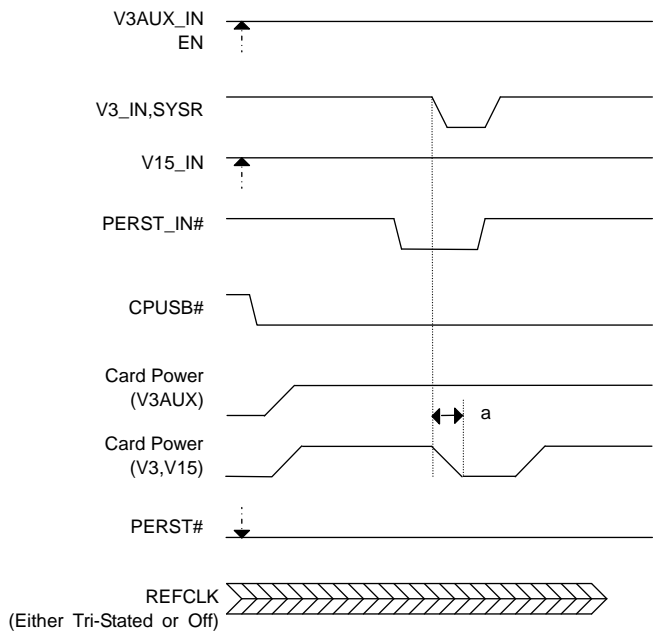 V3AUX_IN
EN
V3_IN,SYSR
V15_IN
PERST_IN#
CPUSB#
Card Power
(V3AUX)
a
Card Power
(V3,V15)
PERST#
REFCLK
(Either Tri-Stated or Off)